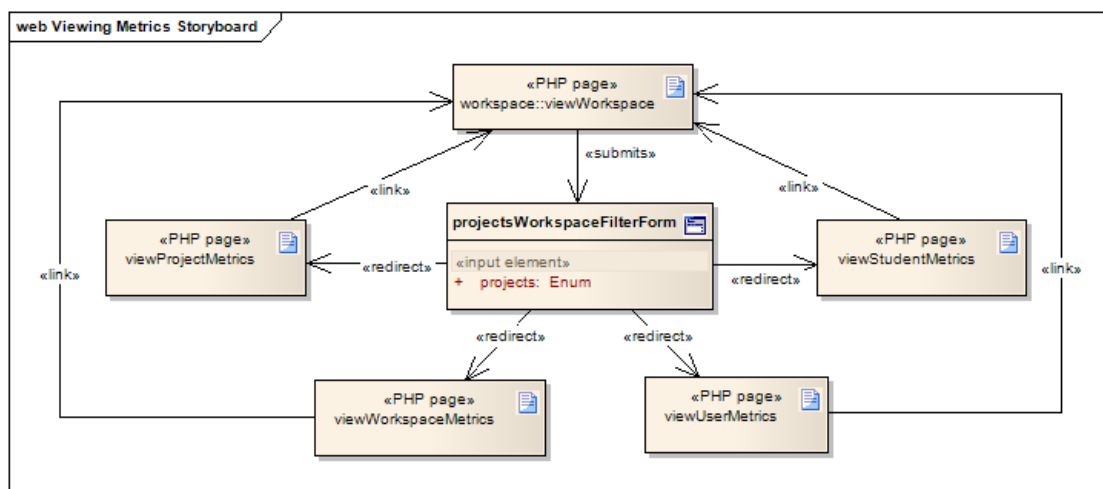 web Viewing Metrics Storyboard
«PHP page»
workspace::viewWorkspace
«submits»
«link»
«link»
projectsWorkspaceFilterForm
«input element»
+ projects: Enum
«PHP page»
viewProjectMetrics
«PHP page»
viewStudentMetrics
«link»
«redirect»
«redirect»
«link»
«redirect»
«redirect»
«PHP page»
viewWorkspaceMetrics
«PHP page»
viewUserMetrics